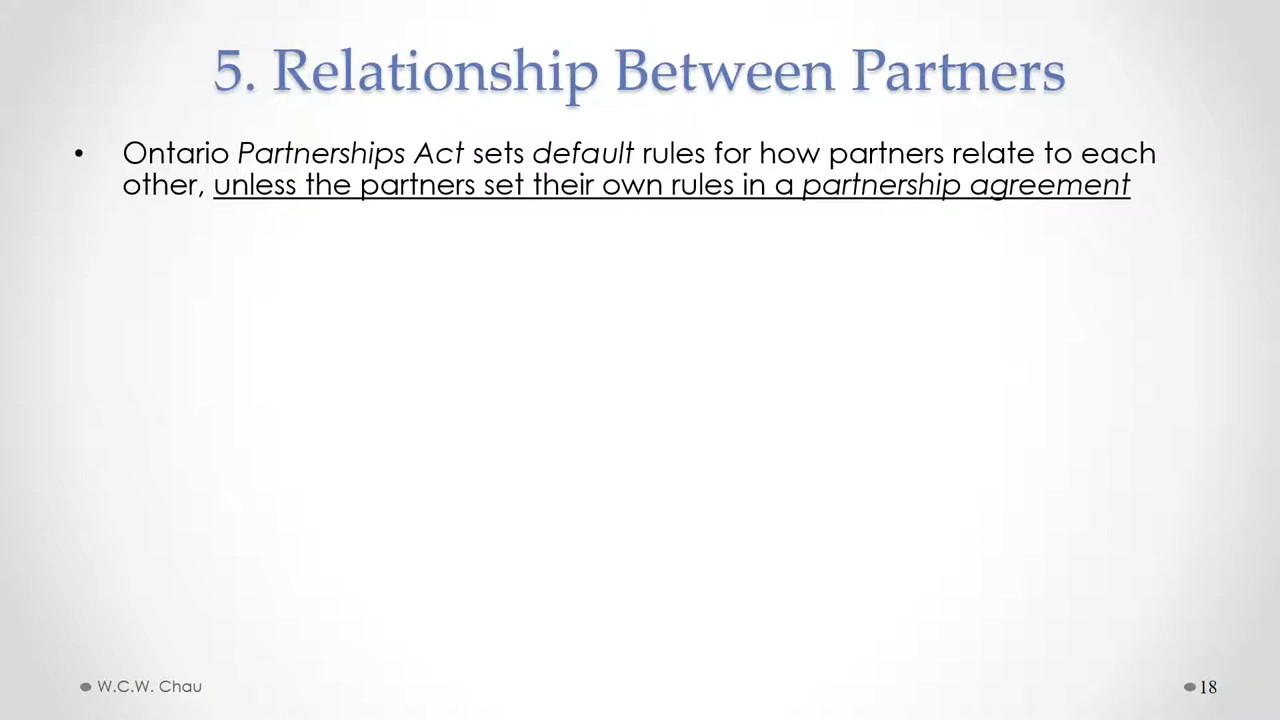 5. Relationship Between Partners
• Ontario Partnerships Act sets default rules for how partners relate to each
other, unless the partners set their own rules in a partnership agreement
W.C.W. Chau
18